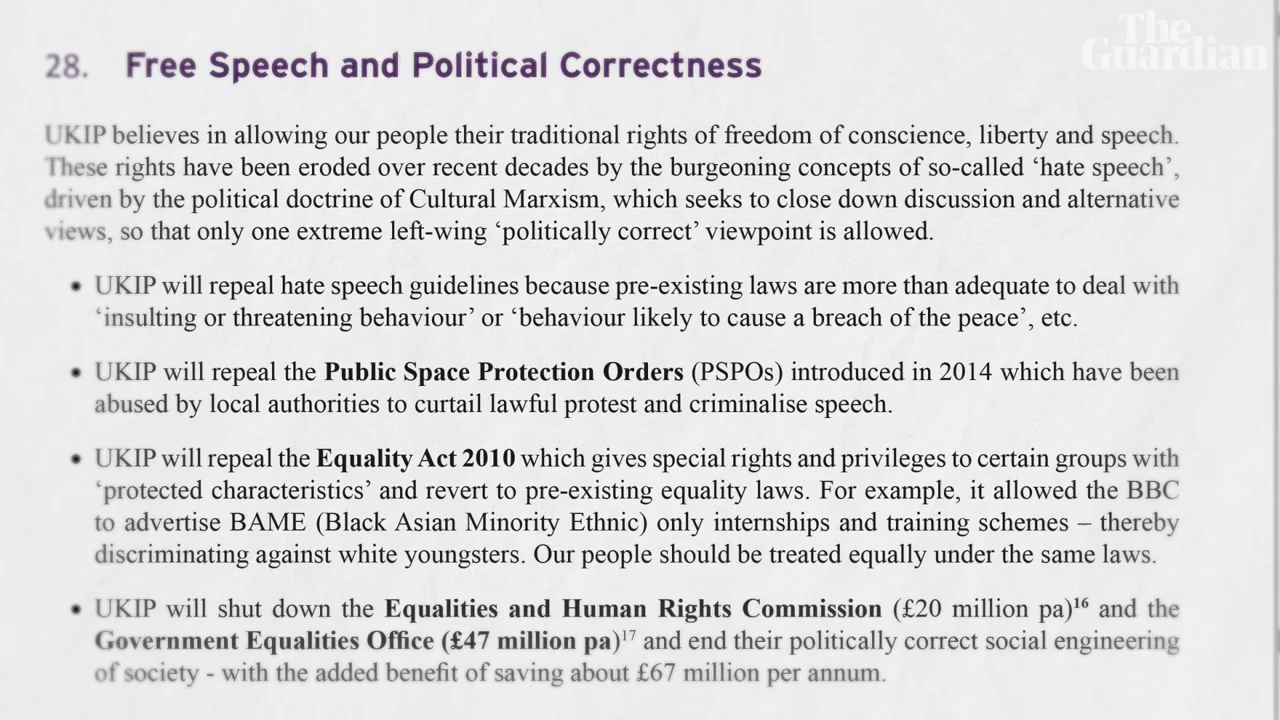 The
Guardian
28. Free Speech and Political Correctness
UKIP believes in allowing our people their traditional rights of freedom of conscience, liberty and speech.
These rights have been eroded over recent decades by the burgeoning concepts of so-called ‘hate speech’,
driven by the political doctrine of Cultural Marxism, which seeks to close down discussion and alternative
views, so that only one extreme left-wing ‘politically correct’ viewpoint is allowed.
• UKIP will repeal hate speech guidelines because pre-existing laws are more than adequate to deal with
‘insulting or threatening behaviour’ or ‘behaviour likely to cause a breach of the peace’, etc.
• UKIP will repeal the Public Space Protection Orders (PSPOs) introduced in 2014 which have been
abused by local authorities to curtail lawful protest and criminalise speech.
• UKIP will repeal the Equality Act 2010 which gives special rights and privileges to certain groups with
‘protected characteristics’ and revert to pre-existing equality laws. For example, it allowed the BBC
to advertise BAME (Black Asian Minority Ethnic) only internships and training schemes – thereby
discriminating against white youngsters. Our people should be treated equally under the same laws.
• UKIP will shut down the Equalities and Human Rights Commission (£20 million pa)¹⁶ and the
Government Equalities Office (£47 million pa)¹⁷ and end their politically correct social engineering
of society - with the added benefit of saving about £67 million per annum.